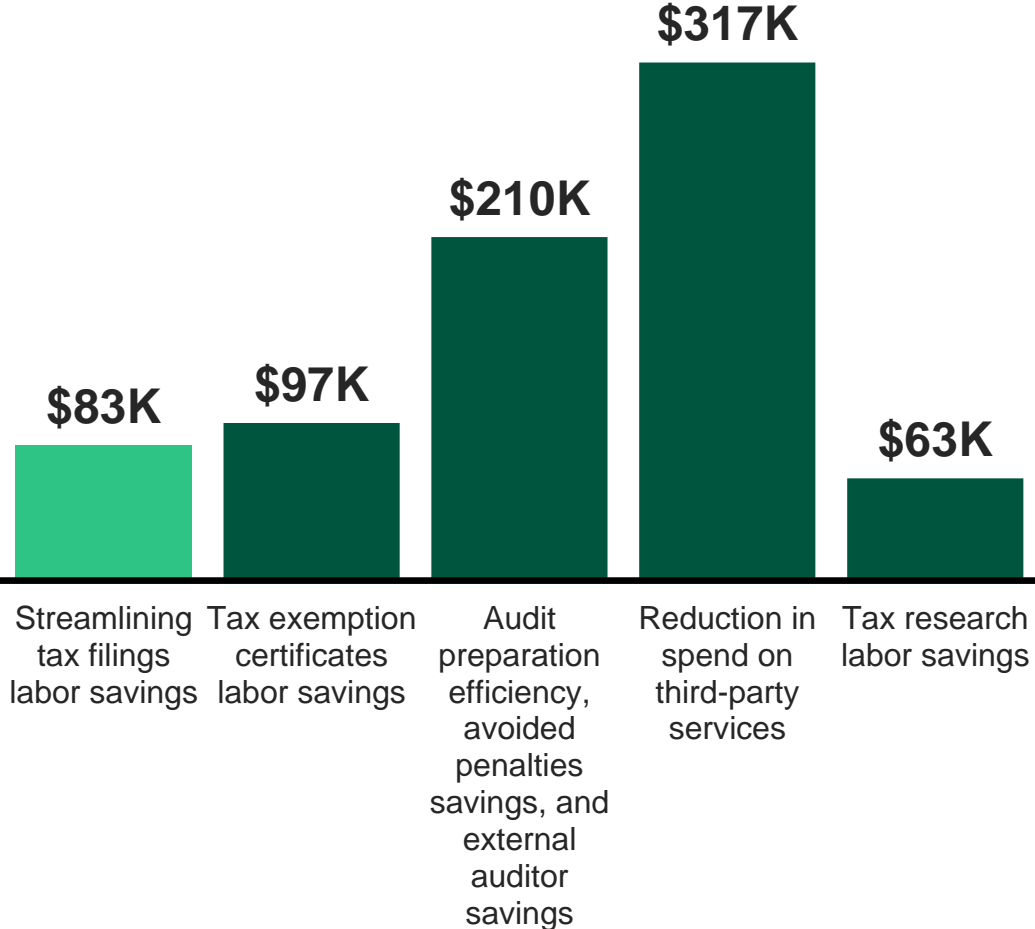 $317K
$210K
$97K
$83K
$63K
Streamlining
tax filings
labor savings
Tax exemption
certificates
labor savings
Audit
preparation
efficiency,
avoided
penalties
savings, and
external
auditor
savings
Reduction in
spend on
third-party
services
Tax research
labor savings